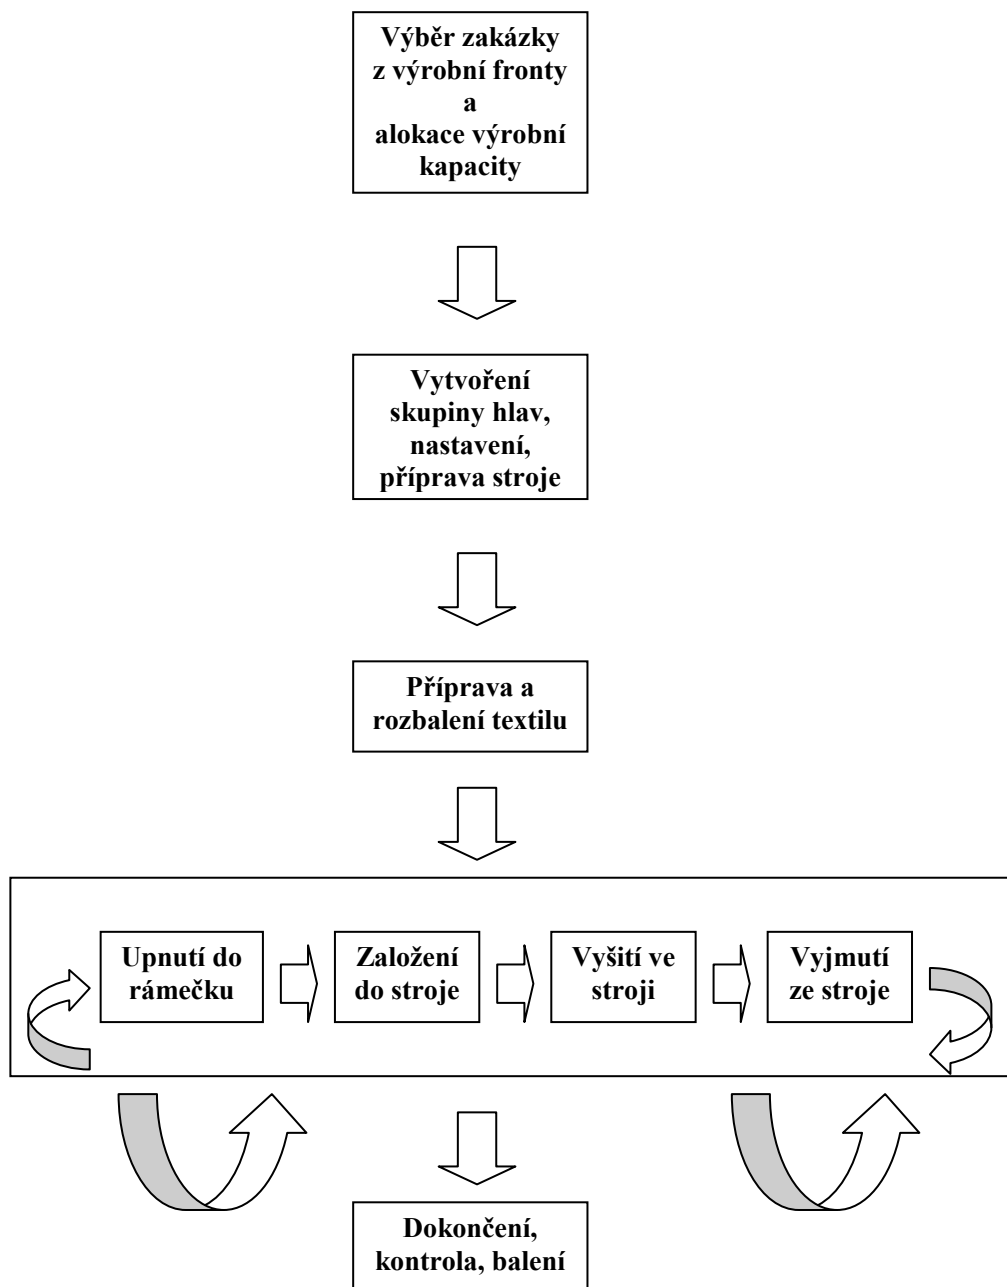 Výběr zakázky
z výrobní fronty
a
alokace výrobní
kapacity
Vytvoření
skupiny hlav,
nastavení,
příprava stroje
Příprava a
rozbalení textilu
Upnutí do
rámečku
Založení
do stroje
Vyšití ve
stroji
Vyjmutí
ze stroje
Dokončení,
kontrola, balení